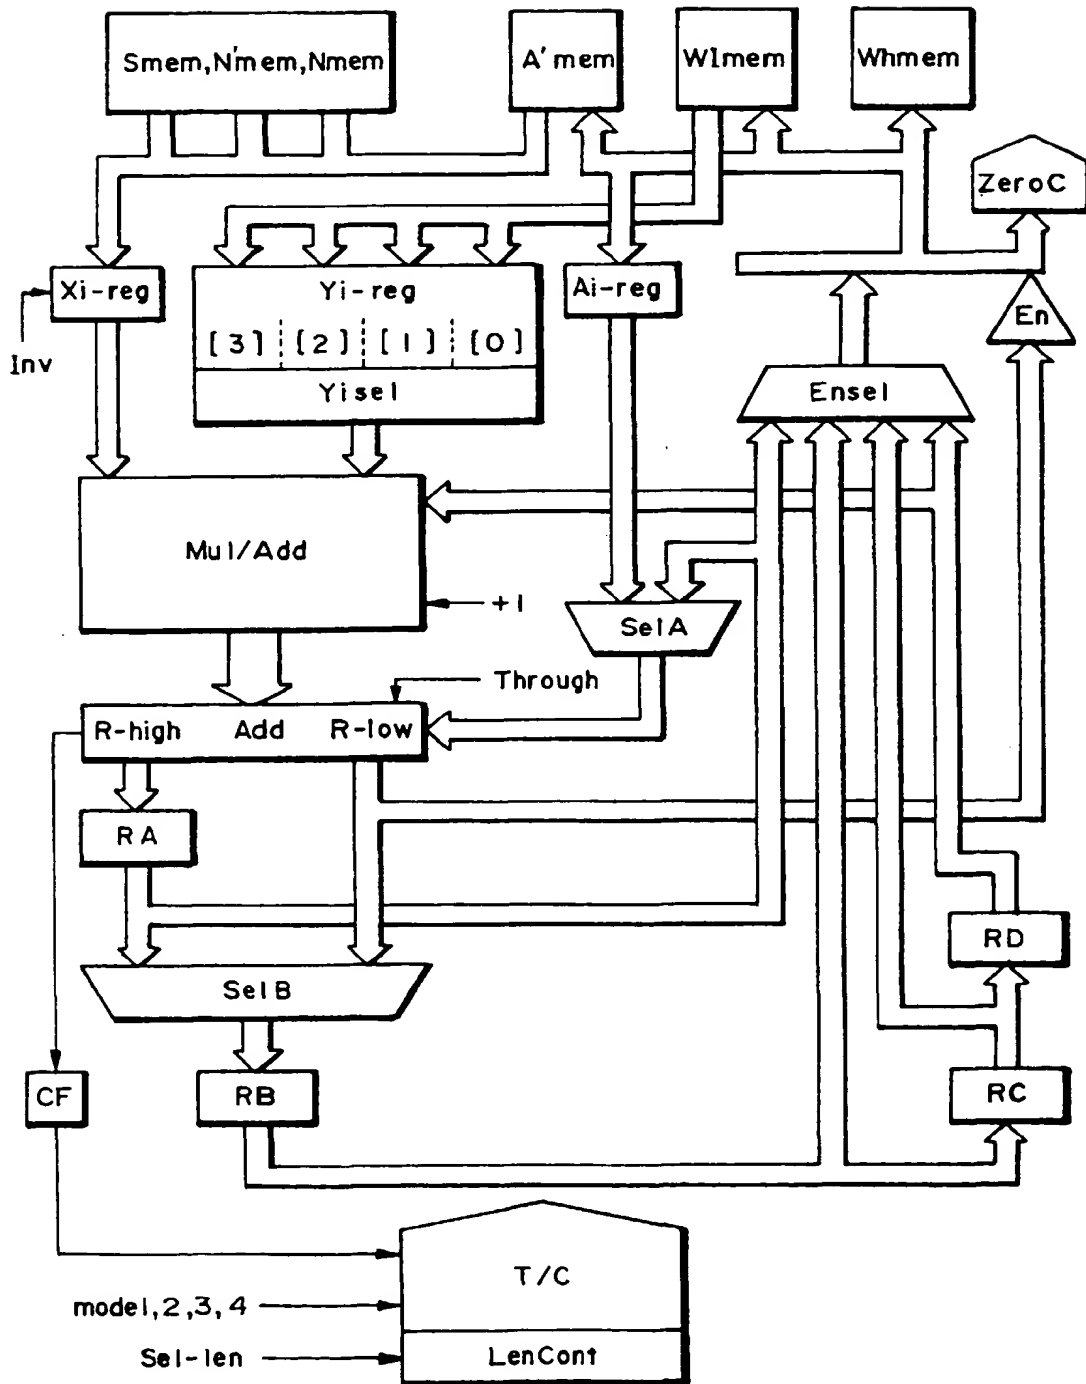 Smem,N'mem,Nmem
A'mem
WImem
Whmem
ZeroC
Xi-reg
Yi-reg
Ai-reg
En
[3] [2] [1] [0]
Inv
Yisel
Ensel
Mul/Add
+1
SelA
Through
R-high Add R-low
RA
RD
SelB
CF
RB
RC
T/C
mode1,2,3,4
Sel-len
LenCont